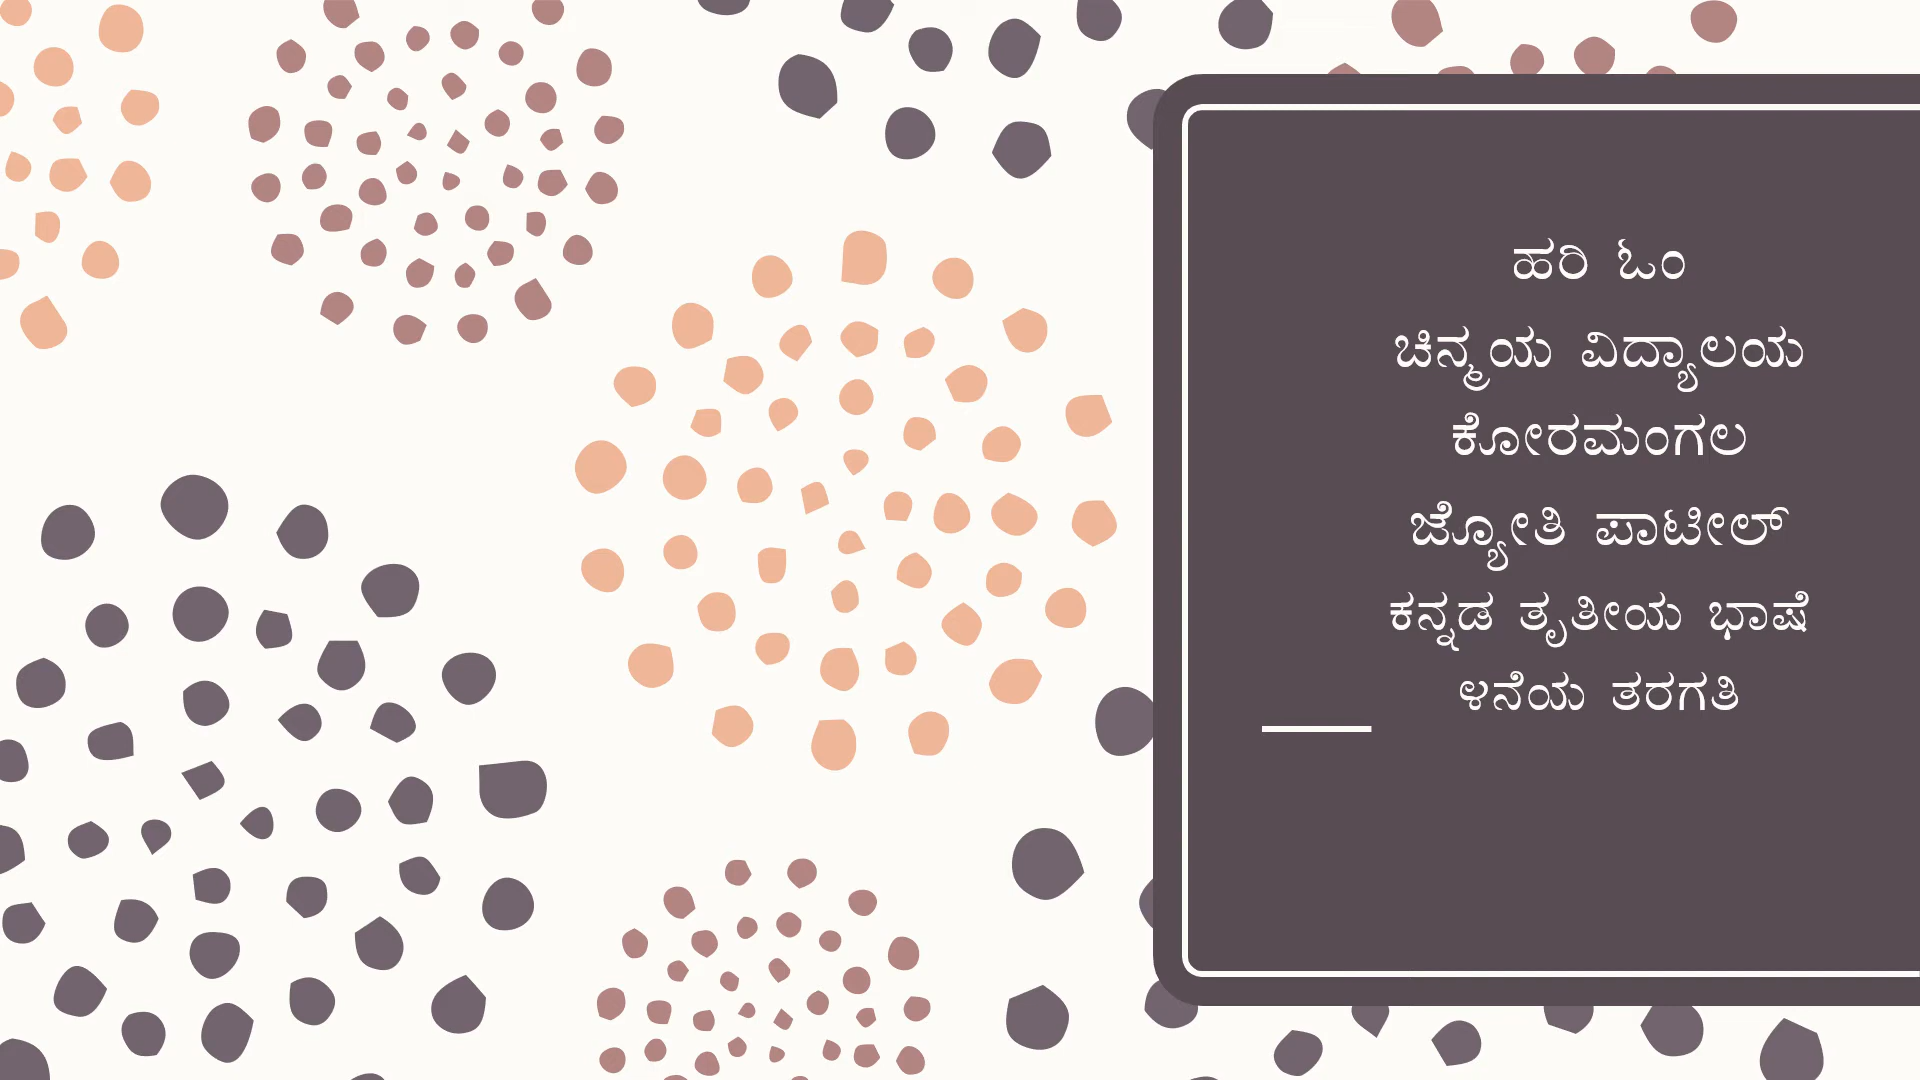 ಹರಿ ಓಂ
ಚಿನ್ಮಯ ವಿದ್ಯಾಲಯ
ಕೋರಮಂಗಲ
ಜ್ಯೋತಿ ಪಾಟೀಲ್
ಕನ್ನಡ ತೃತೀಯ ಭಾಷೆ
೪ನೆಯ ತರಗತಿ